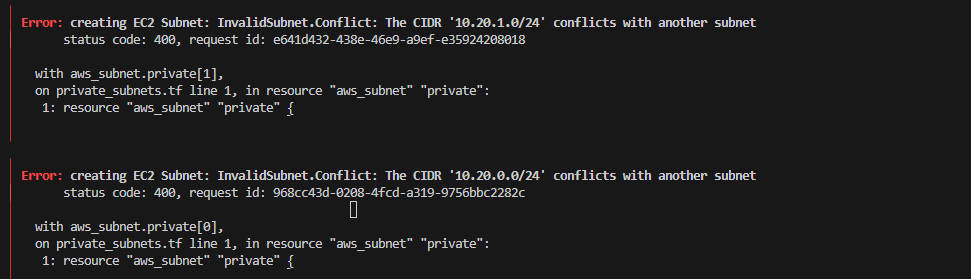 Error: creating EC2 Subnet: InvalidSubnet.Conflict: The CIDR '10.20.1.0/24' conflicts with another subnet
status code: 400, request id: e641d432-438e-46e9-a9ef-e35924208018
with aws_subnet.private[1],
on private_subnets.tf line 1, in resource "aws_subnet" "private":
1: resource "aws_subnet" "private" {
Error: creating EC2 Subnet: InvalidSubnet.Conflict: The CIDR '10.20.0.0/24' conflicts with another subnet
status code: 400, request id: 968cc43d-0208-4fcd-a319-9756bbc2282c
with aws_subnet.private[0],
on private_subnets.tf line 1, in resource "aws_subnet" "private":
1: resource "aws_subnet" "private" {